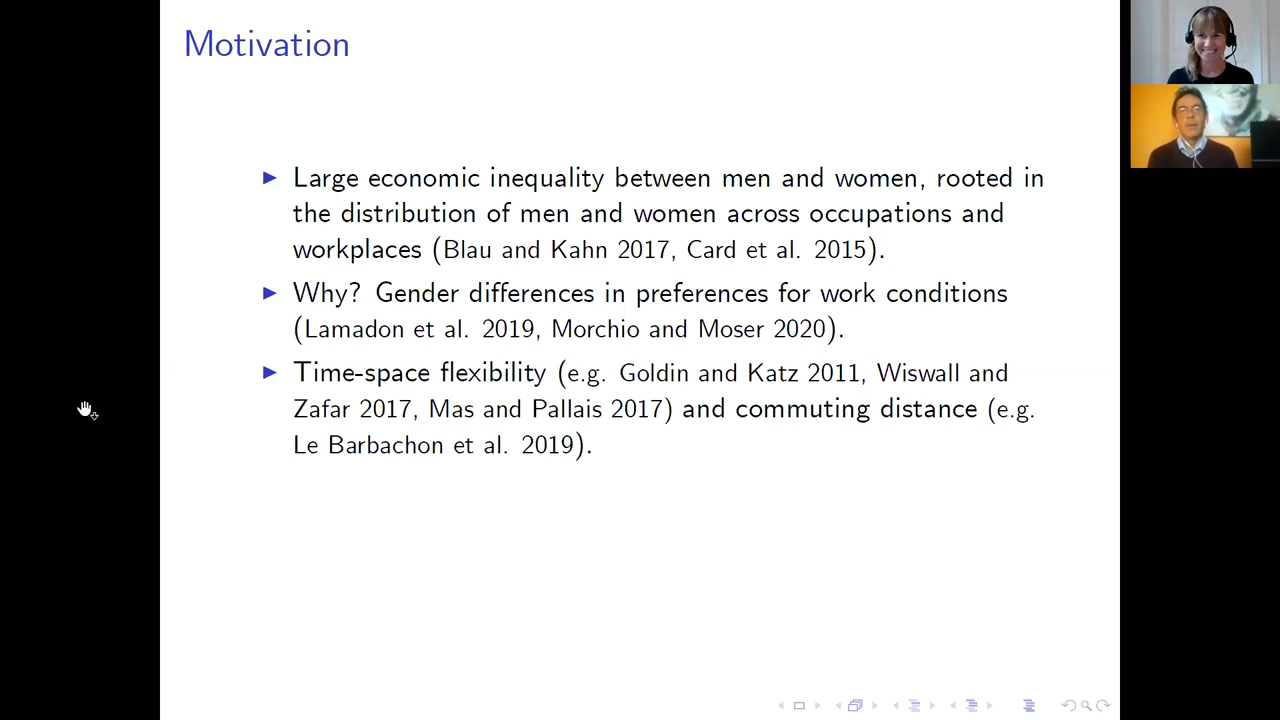 Motivation
Large economic inequality between men and women, rooted in
the distribution of men and women across occupations and
workplaces (Blau and Kahn 2017, Card et al. 2015).
Why? Gender differences in preferences for work conditions
(Lamadon et al. 2019, Morchio and Moser 2020).
Time-space flexibility (e.g. Goldin and Katz 2011, Wiswall and
Zafar 2017, Mas and Pallais 2017) and commuting distance (e.g.
Le Barbachon et al. 2019).